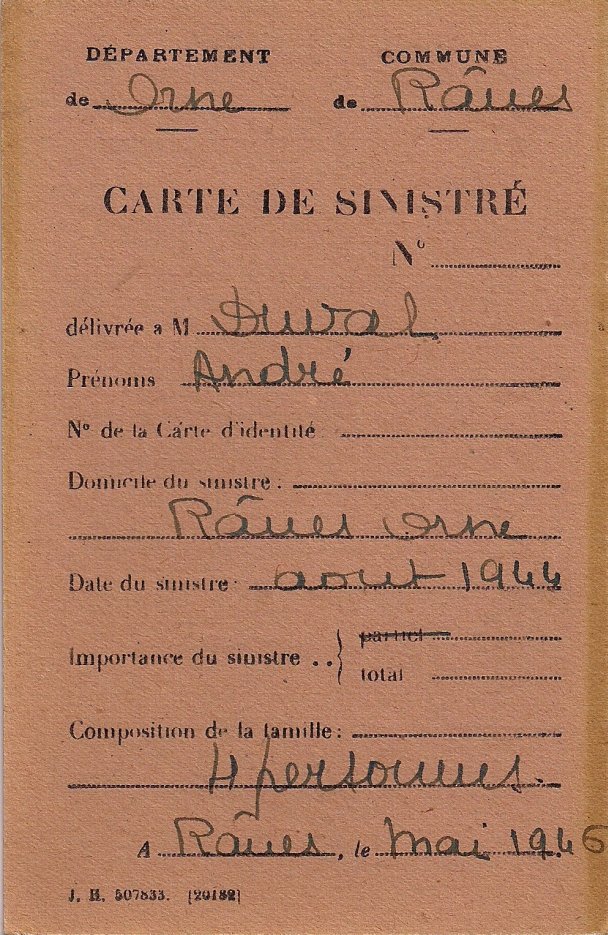 DÉPARTEMENT COMMUNE
de Orne de Rânes
CARTE DE SINISTRÉ
N°
délivrée a M Duval
Prénoms André
N° de la Carte d'identité
Domicile du sinistre :
Rânes Orne
Date du sinistre : aout 1944
partiel
Importance du sinistre ..
total
Composition de la famille :
4 personnes.
A Rânes, le Mai 1946
J. H. 507833. [20182]